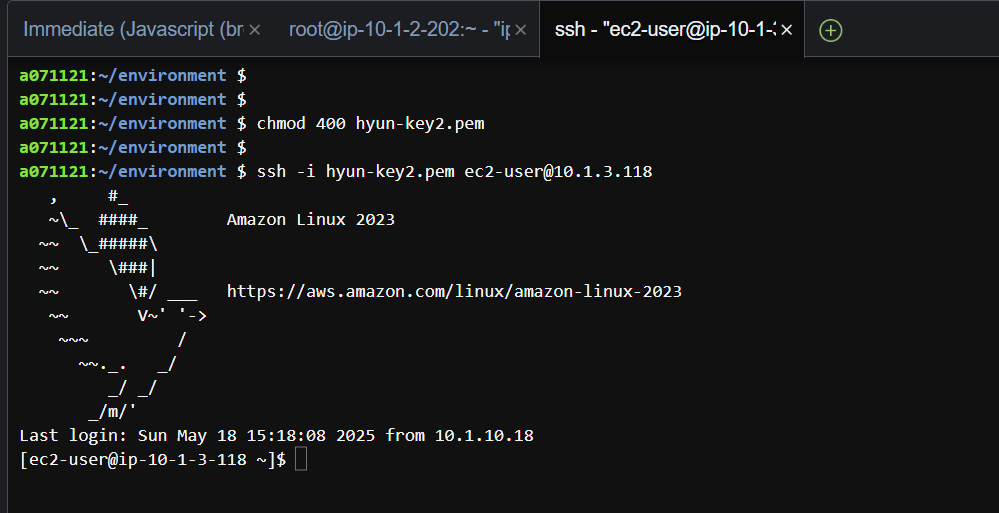 Immediate (Javascript (br × root@ip-10-1-2-202:~ - "ip × ssh - "ec2-user@ip-10-1-3 ×
a071121:~/environment $
a071121:~/environment $
a071121:~/environment $ chmod 400 hyun-key2.pem
a071121:~/environment $
a071121:~/environment $ ssh -i hyun-key2.pem ec2-user@10.1.3.118
   ,     #_
   ~\_  ####_        Amazon Linux 2023
  ~~  \_#####\
  ~~     \###|
  ~~       \#/ ___   https://aws.amazon.com/linux/amazon-linux-2023
   ~~       V~' '->
    ~~~         /
      ~~._.   _/
         _/ _/
       _/m/'
Last login: Sun May 18 15:18:08 2025 from 10.1.10.18
[ec2-user@ip-10-1-3-118 ~]$